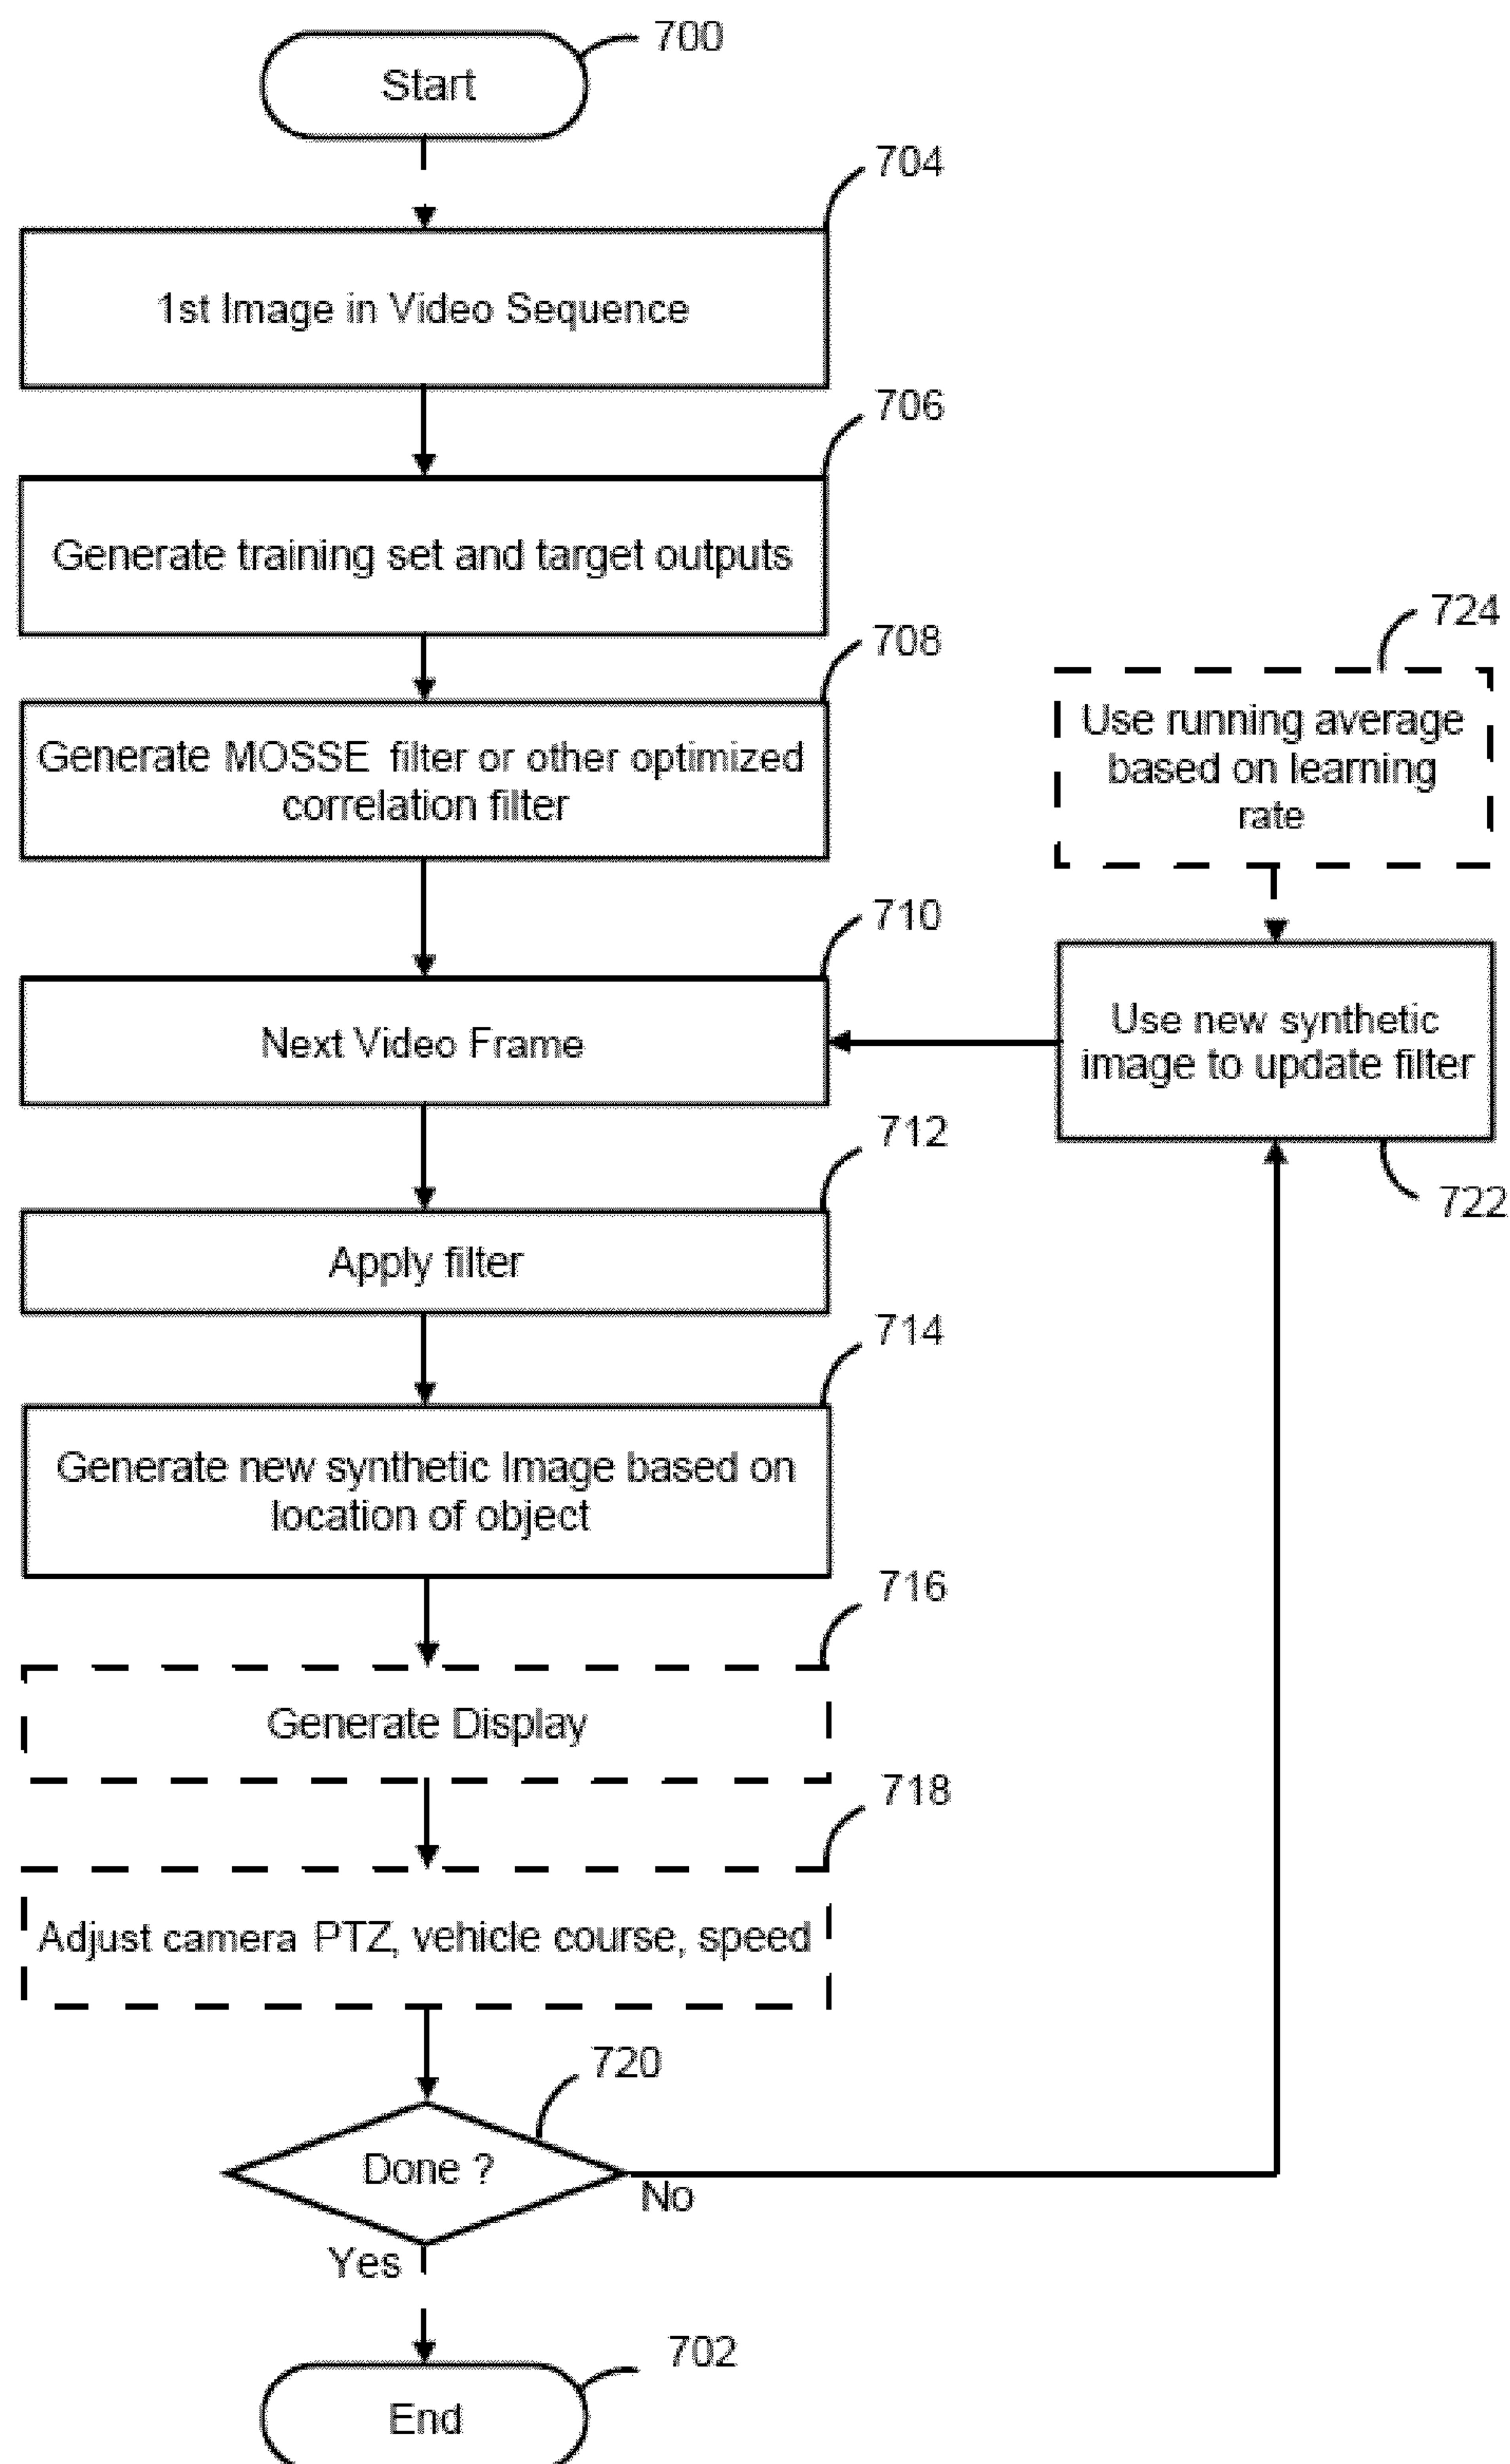 700
Start
704
1st Image in Video Sequence
706
Generate training set and target outputs
708
Generate MOSSE filter or other optimized
correlation filter
724
Use running average
based on learning
rate
710
Next Video Frame
Use new synthetic
image to update filter
722
712
Apply filter
714
Generate new synthetic Image based on
location of object
716
Generate Display
718
Adjust camera PTZ, vehicle course, speed
720
Done ?
No
Yes
702
End